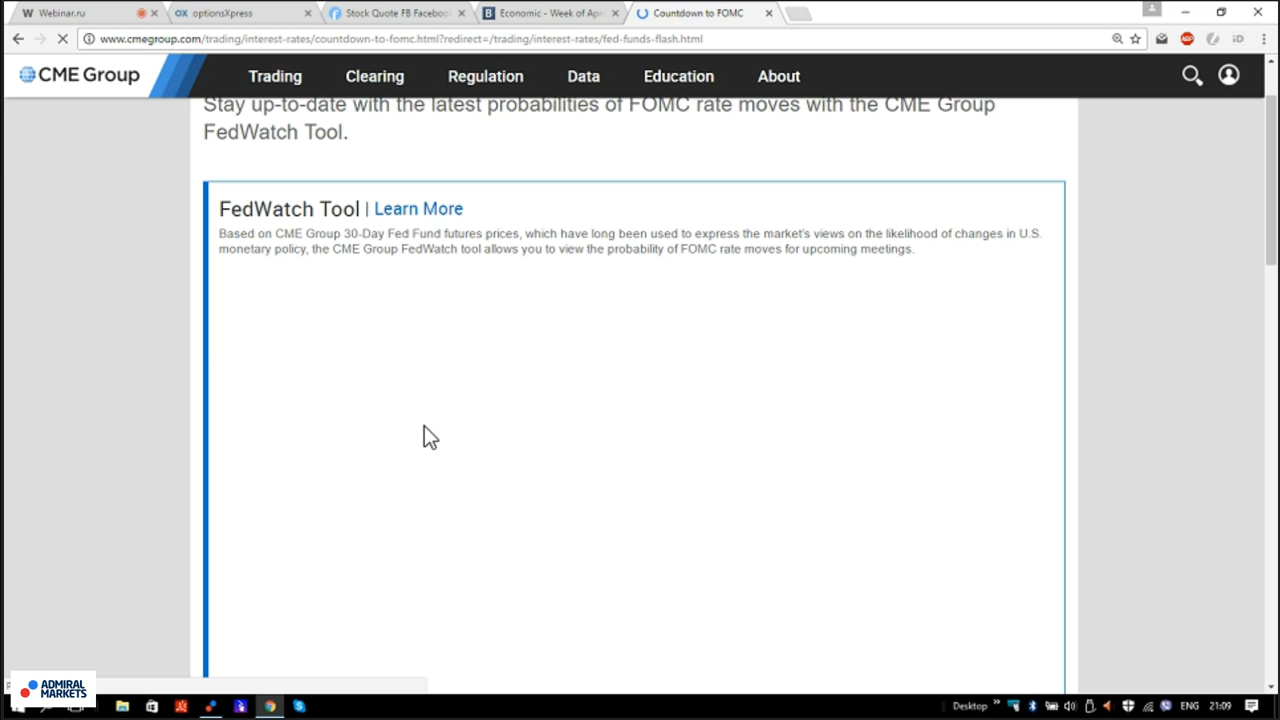 Webinar.ru
optionsXpress
Stock Quote FB Faceboo
Economic - Week of Apr
Countdown to FOMC
www.cmegroup.com/trading/interest-rates/countdown-to-fomc.html?redirect=/trading/interest-rates/fed-funds-flash.html
CME Group
Trading
Clearing
Regulation
Data
Education
About
Stay up-to-date with the latest probabilities of FOMC rate moves with the CME Group
FedWatch Tool.
FedWatch Tool | Learn More
Based on CME Group 30-Day Fed Fund futures prices, which have long been used to express the market's views on the likelihood of changes in U.S.
monetary policy, the CME Group FedWatch tool allows you to view the probability of FOMC rate moves for upcoming meetings.
ADMIRAL
MARKETS
Desktop
ENG
21:09